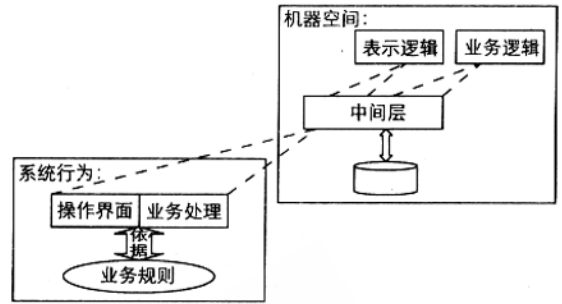 机器空间：
表示逻辑
业务逻辑
中间层
系统行为：
操作界面
业务处理
依据
业务规则